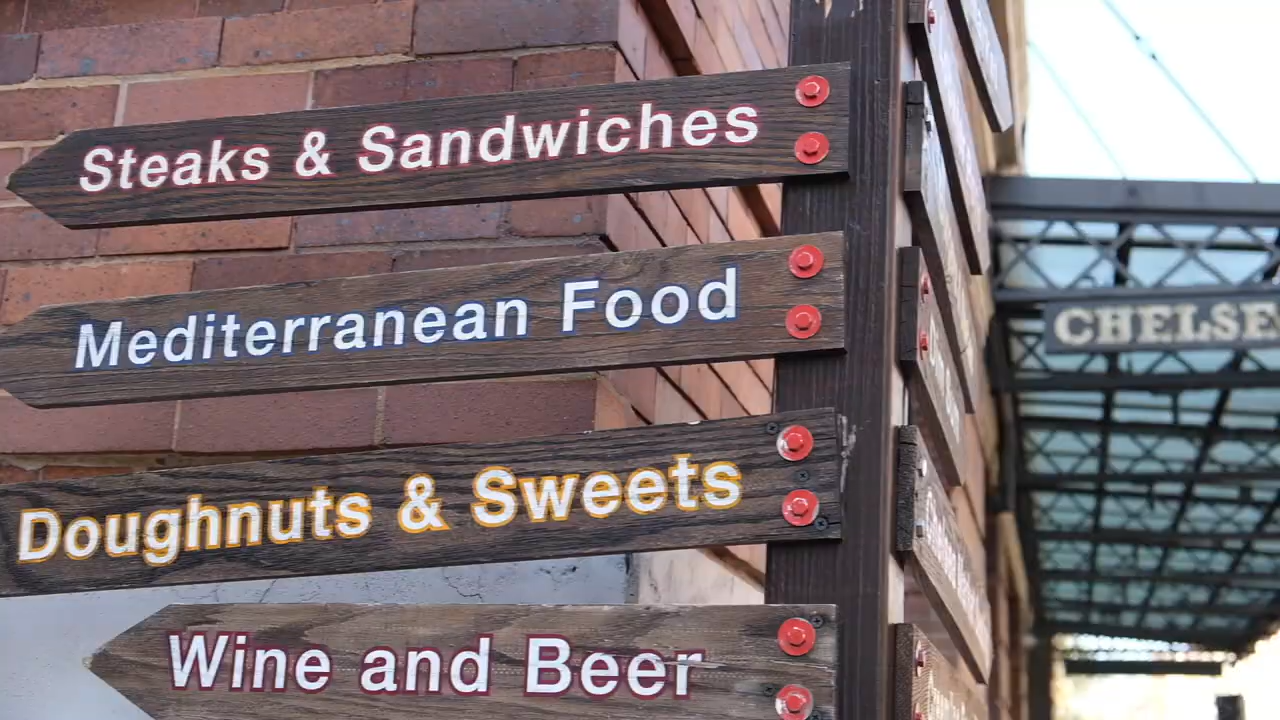 Steaks & Sandwiches
Mediterranean Food
Doughnuts & Sweets
Wine and Beer
CHELSE